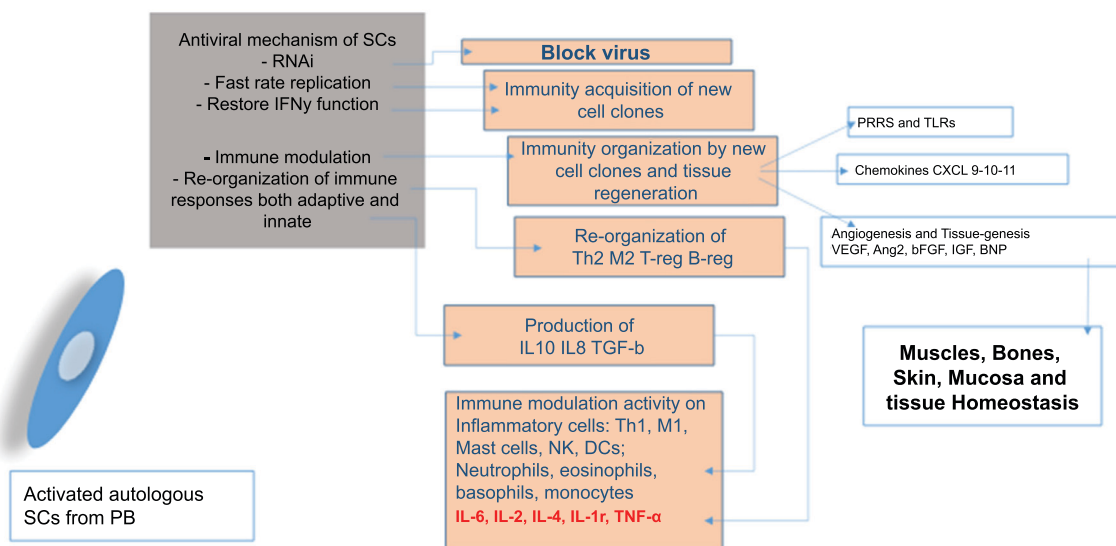 Antiviral mechanism of SCs
- RNAi
- Fast rate replication
- Restore IFNy function
- Immune modulation
- Re-organization of immune
responses both adaptive and
innate
Block virus
Immunity acquisition of new
cell clones
Immunity organization by new
cell clones and tissue
regeneration
Re-organization of
Th2 M2 T-reg B-reg
Production of
IL10 IL8 TGF-b
Immune modulation activity on
Inflammatory cells: Th1, M1,
Mast cells, NK, DCs;
Neutrophils, eosinophils,
basophils, monocytes
IL-6, IL-2, IL-4, IL-1r, TNF-α
PRRS and TLRs
Chemokines CXCL 9-10-11
Angiogenesis and Tissue-genesis
VEGF, Ang2, bFGF, IGF, BNP
Muscles, Bones,
Skin, Mucosa and
tissue Homeostasis
Activated autologous
SCs from PB